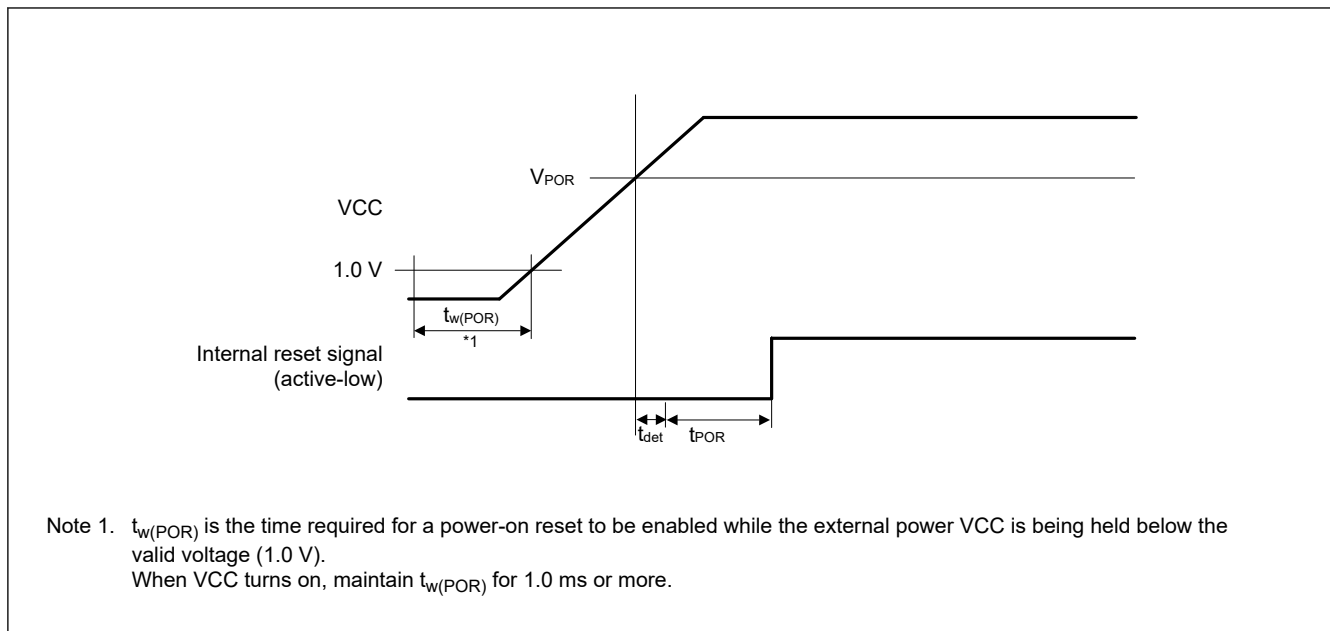 VPOR
VCC
1.0 V
tw(POR)
*1
Internal reset signal
(active-low)
tdet
tPOR
Note 1. tw(POR) is the time required for a power-on reset to be enabled while the external power VCC is being held below the
valid voltage (1.0 V).
When VCC turns on, maintain tw(POR) for 1.0 ms or more.